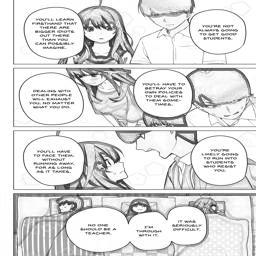 YOU'LL LEARN
FIRSTHAND THAT
THERE ARE
BIGGER IDIOTS
OUT THERE
THAN YOU
CAN POSSIBLY
IMAGINE.
YOU'RE NOT
ALWAYS GOING
TO GET GOOD
STUDENTS.
DEALING WITH
OTHER PEOPLE
WILL EXHAUST
YOU, NO MATTER
WHAT YOU DO.
YOU'LL HAVE TO
BETRAY YOUR
OWN POLICIES
TO DEAL WITH
THEM SOME-
TIMES.
YOU'LL HAVE
TO FACE THEM,
WITHOUT
RUNNING AWAY,
FOR AS LONG
AS IT TAKES.
YOU'RE
LIKELY GOING
TO RUN INTO
STUDENTS
WHO RESIST
YOU.
NO ONE
SHOULD BE A
TEACHER.
I'M
THROUGH
WITH IT.
IT WAS
SERIOUSLY
DIFFICULT.